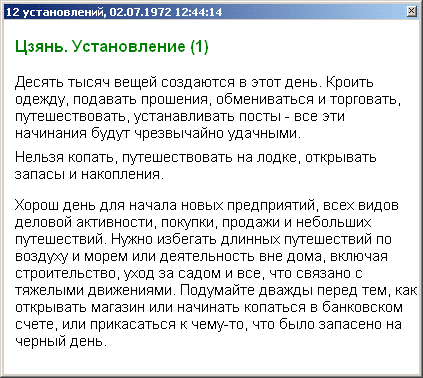 12 установлений, 02.07.1972 12:44:14
Цзянь. Установление (1)
Десять тысяч вещей создаются в этот день. Кроить
одежду, подавать прошения, обмениваться и торговать,
путешествовать, устанавливать посты - все эти
начинания будут чрезвычайно удачными.
Нельзя копать, путешествовать на лодке, открывать
запасы и накопления.
Хорош день для начала новых предприятий, всех видов
деловой активности, покупки, продажи и небольших
путешествий. Нужно избегать длинных путешествий по
воздуху и морем или деятельность вне дома, включая
строительство, уход за садом и все, что связано с
тяжелыми движениями. Подумайте дважды перед тем, как
открывать магазин или начинать копаться в банковском
счете, или прикасаться к чему-то, что было запасено на
черный день.